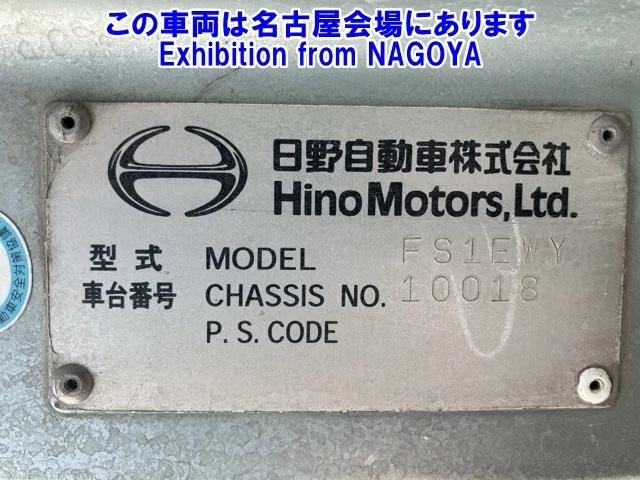 この車両は名古屋会場にあります
Exhibition from NAGOYA
日野自動車株式会社
Hino Motors, Ltd.
型式 MODEL FS1EWY
車台番号 CHASSIS NO. 10018
P. S. CODE